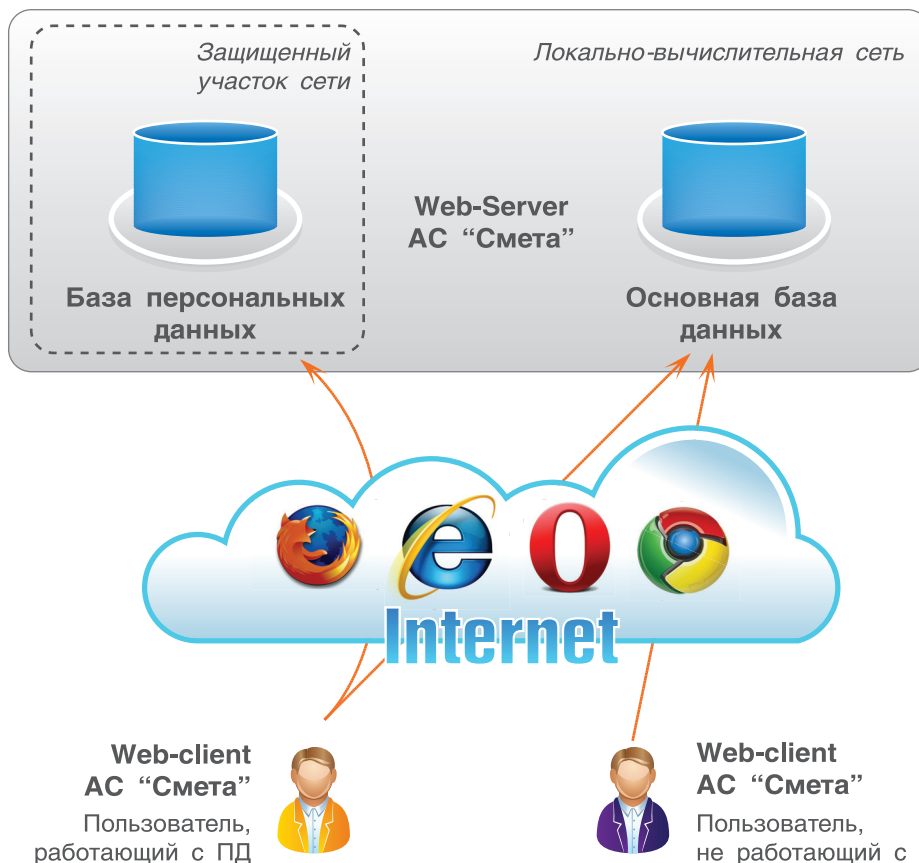 Защищенный
участок сети
Локально-вычислительная сеть
Web-Server
АС “Смета”
База персональных
данных
Основная база
данных
Internet
Web-client
АС “Смета”
Пользователь,
работающий с ПД
Web-client
АС “Смета”
Пользователь,
не работающий с